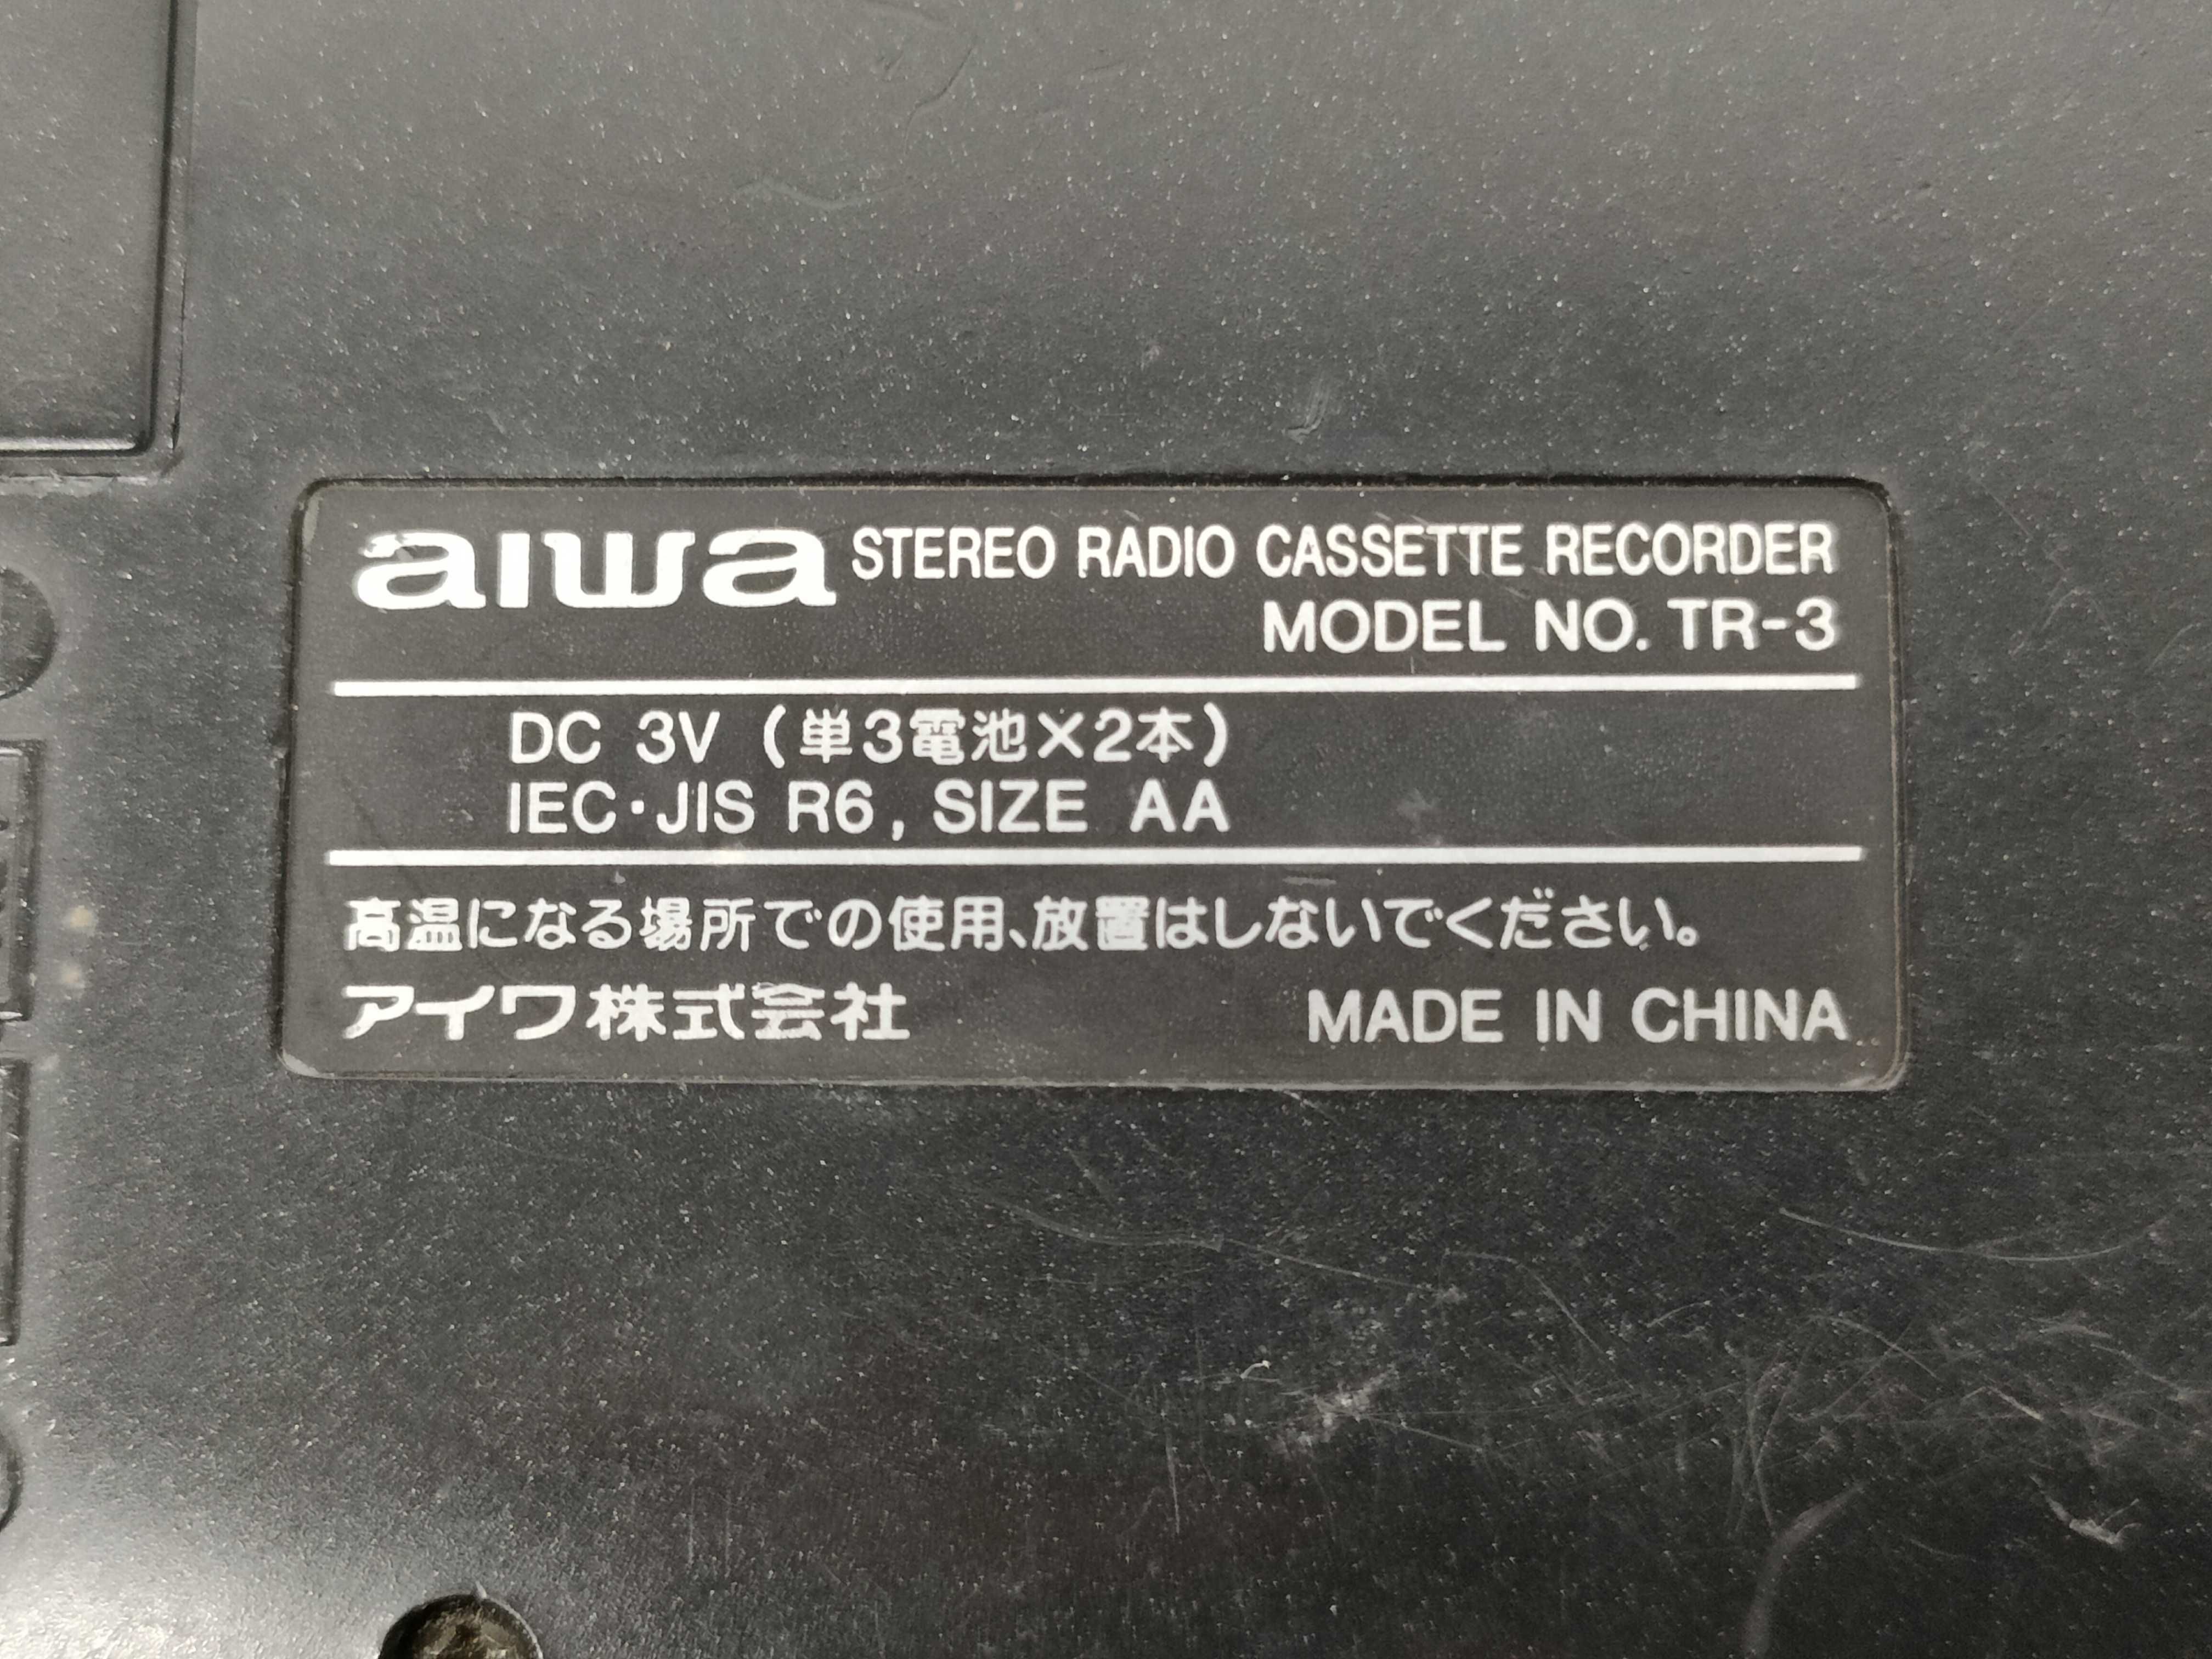 aiwa STEREO RADIO CASSETTE RECORDER
MODEL NO. TR-3
DC 3V (単3電池×2本)
IEC・JIS R6, SIZE AA
高温になる場所での使用、放置はしないでください。
アイワ株式会社 MADE IN CHINA